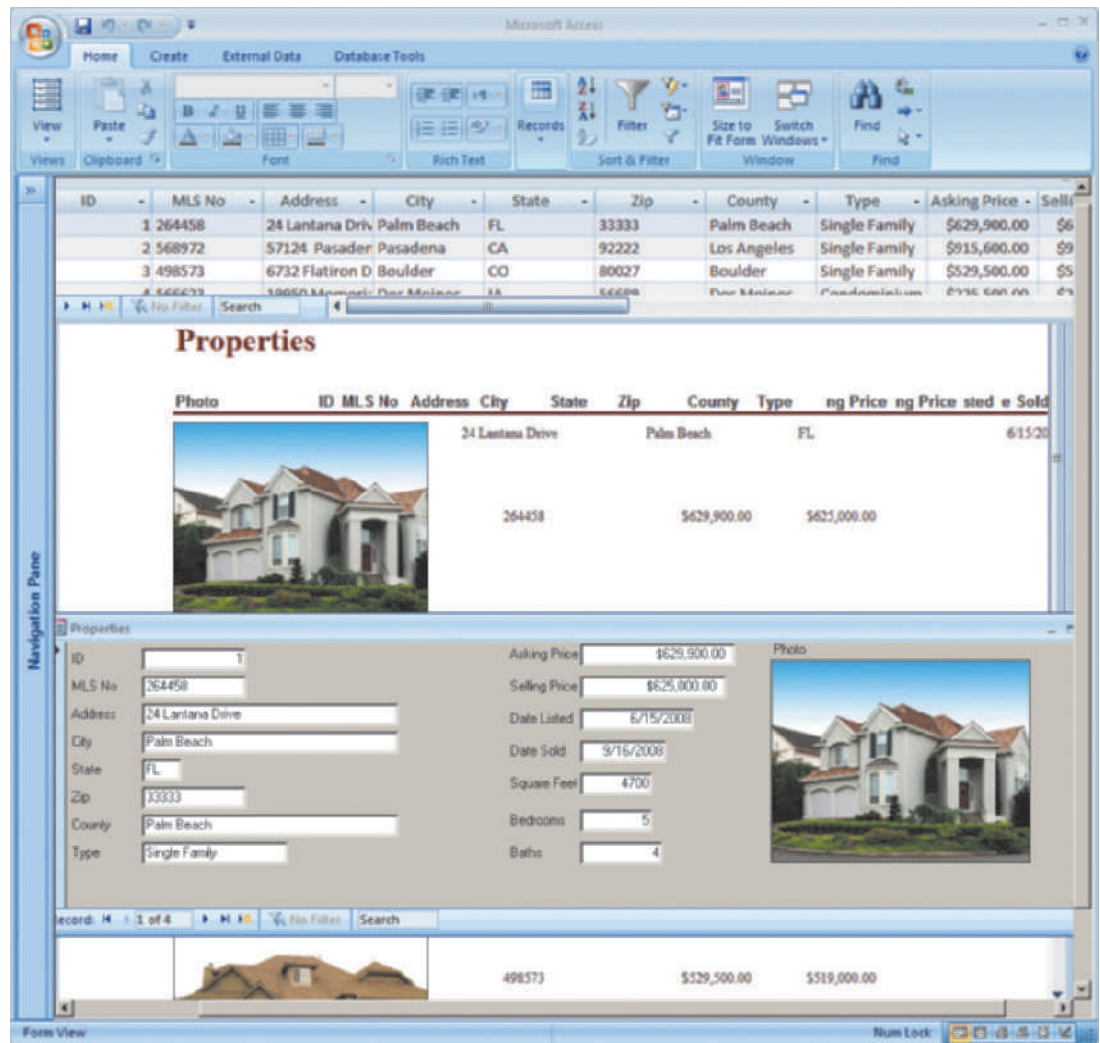 Microsoft Access
Home Create External Data Database Tools
View Paste B I U A Records Filter Size to Fit Form Switch Windows Find
Views Clipboard Font Rich Text Sort & Filter Window Find
»
ID MLS No Address City State Zip County Type Asking Price Selli
1 264458 24 Lantana Driv Palm Beach FL 33333 Palm Beach Single Family $629,900.00 $6
2 568972 57124 Pasaden Pasadena CA 92222 Los Angeles Single Family $915,600.00 $9
3 498573 6732 Flatiron D Boulder CO 80027 Boulder Single Family $529,500.00 $5
No Filter Search
Properties
Photo ID MLS No Address City State Zip County Type ng Price ng Price sted e Sold
24 Lantana Drive Palm Beach FL 6/15/20
264458 $629,900.00 $625,000.00
Navigation Pane
Properties
ID 1 Asking Price $629,900.00 Photo
MLS No 264458 Selling Price $625,000.00
Address 24 Lantana Drive Date Listed 6/15/2008
City Palm Beach Date Sold 9/16/2008
State FL
Zip 33333 Square Feet 4700
County Palm Beach Bedrooms 5
Type Single Family Baths 4
ecord: 1 of 4 No Filter Search
498573 $529,500.00 $519,000.00
Form View Num Lock